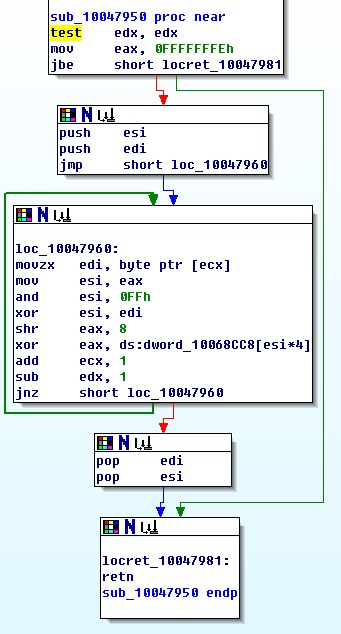 sub_10047950 proc near
test edx, edx
mov eax, 0FFFFFFFEh
jbe short locret_10047981
push esi
push edi
jmp short loc_10047960
loc_10047960:
movzx edi, byte ptr [ecx]
mov esi, eax
and esi, 0FFh
xor esi, edi
shr eax, 8
xor eax, ds:dword_10068CC8[esi*4]
add ecx, 1
sub edx, 1
jnz short loc_10047960
pop edi
pop esi
locret_10047981:
retn
sub_10047950 endp